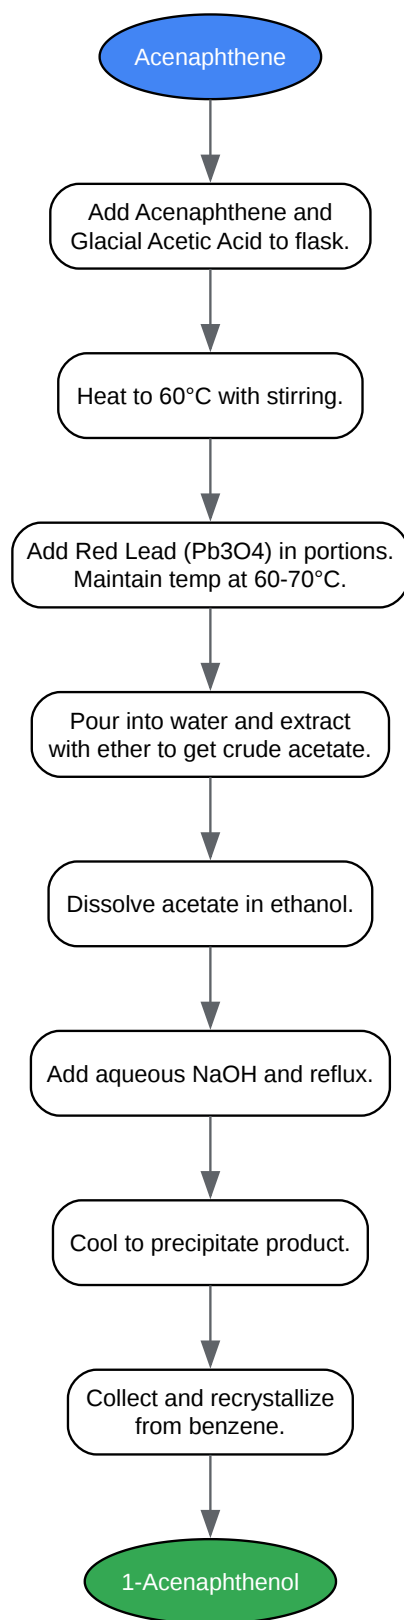 Acenaphthene
Add Acenaphthene and
Glacial Acetic Acid to flask.
Heat to 60°C with stirring.
Add Red Lead (Pb3O4) in portions.
Maintain temp at 60-70°C.
Pour into water and extract
with ether to get crude acetate.
Dissolve acetate in ethanol.
Add aqueous NaOH and reflux.
Cool to precipitate product.
Collect and recrystallize
from benzene.
1-Acenaphthenol